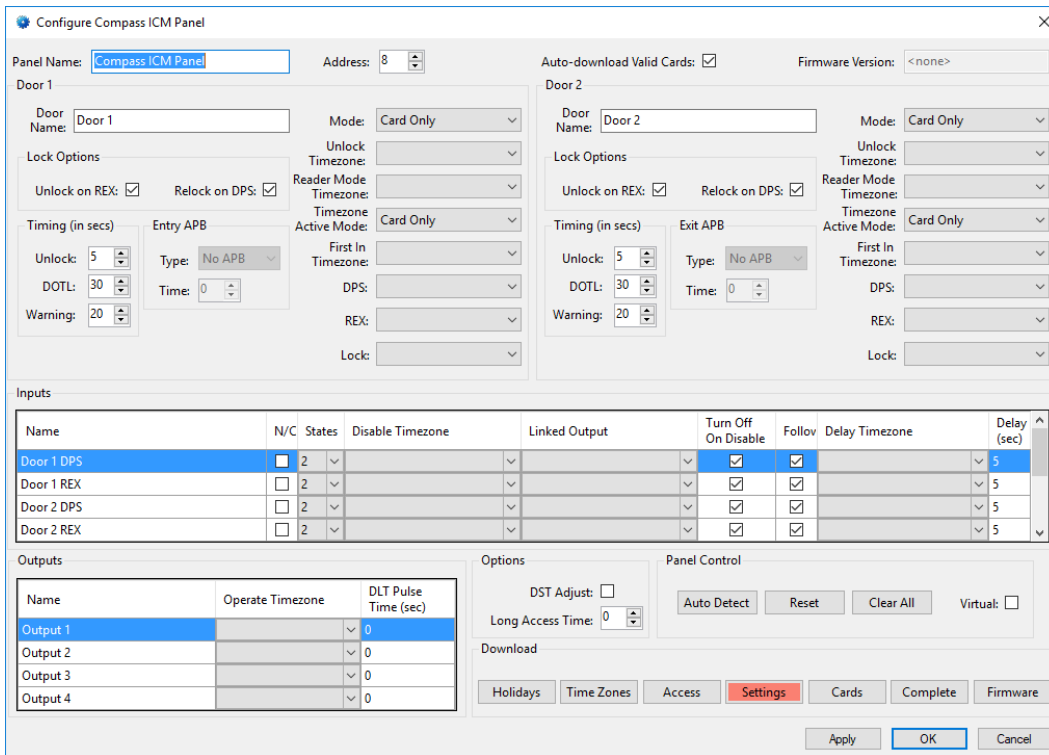 Configure Compass ICM Panel
Panel Name: Compass ICM Panel Address: 8 Auto-download Valid Cards: Firmware Version: <none>
Door 1 Door 2
Door Name: Door 1 Mode: Card Only Door Name: Door 2 Mode: Card Only
Lock Options Unlock Timezone: Lock Options Unlock Timezone:
Unlock on REX: Relock on DPS: Reader Mode Timezone: Unlock on REX: Relock on DPS: Reader Mode Timezone:
Timing (in secs) Entry APB Timezone Active Mode: Card Only Timing (in secs) Exit APB Timezone Active Mode: Card Only
Unlock: 5 Type: No APB First In Timezone: Unlock: 5 Type: No APB First In Timezone:
DOTL: 30 Time: 0 DPS: DOTL: 30 Time: 0 DPS:
Warning: 20 REX: Warning: 20 REX:
Lock: Lock:
Inputs
Name N/C States Disable Timezone Linked Output Turn Off On Disable Follov Delay Timezone Delay (sec)
Door 1 DPS 2 5
Door 1 REX 2 5
Door 2 DPS 2 5
Door 2 REX 2 5
Outputs Options Panel Control
Name Operate Timezone DLT Pulse Time (sec) DST Adjust: Auto Detect Reset Clear All Virtual:
Output 1 0 Long Access Time: 0
Output 2 0 Download
Output 3 0
Output 4 0 Holidays Time Zones Access Settings Cards Complete Firmware
Apply OK Cancel